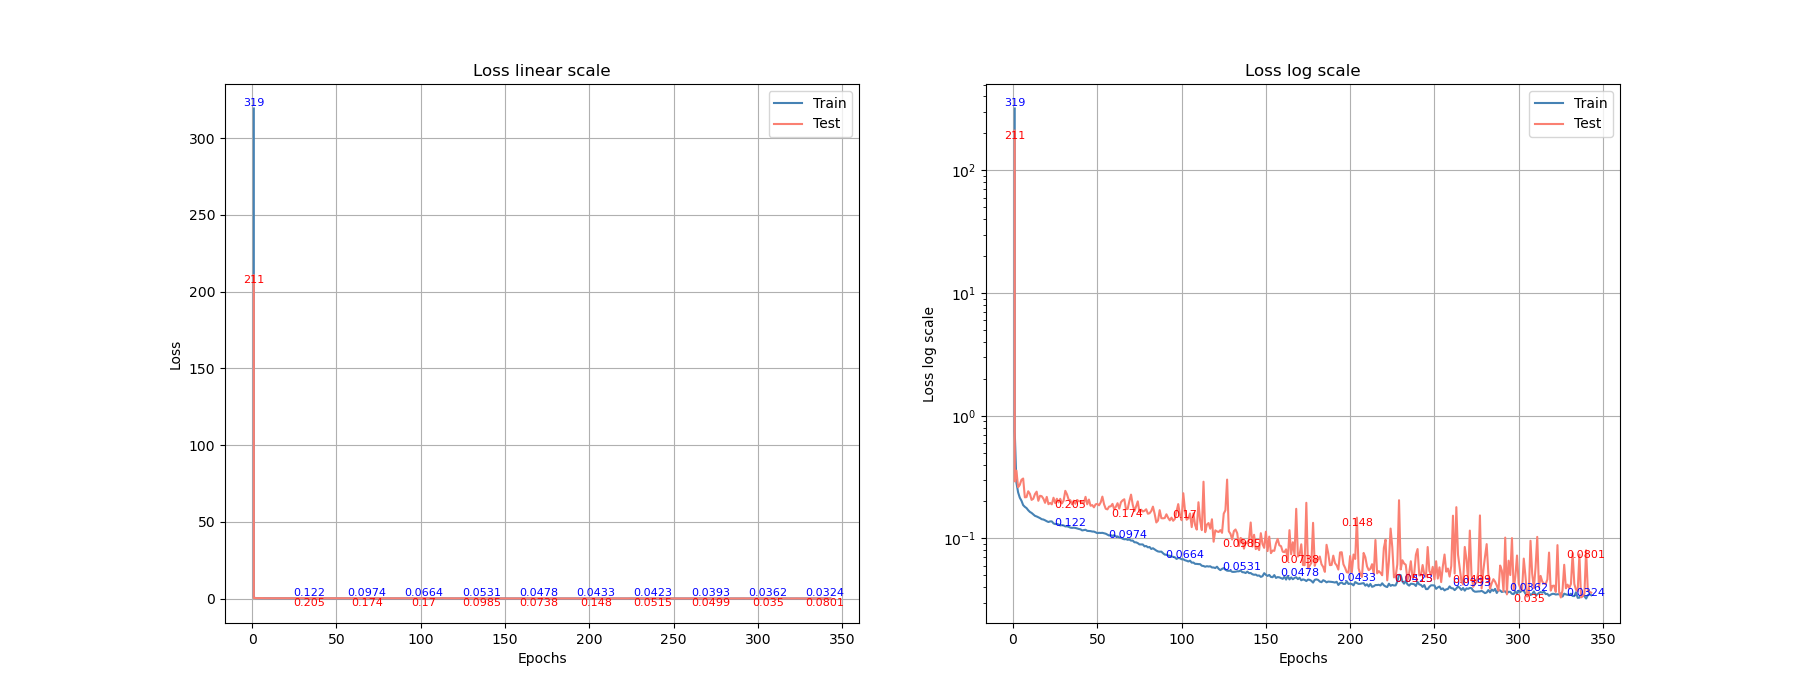 Loss linear scale
Loss
300
250
200
150
100
50
0
319
211
Train
Test
0.122 0.0974 0.0664 0.0531 0.0478 0.0433 0.0423 0.0393 0.0362 0.0324
0.205 0.174 0.17 0.0985 0.0738 0.148 0.0515 0.0499 0.035 0.0801
0 50 100 150 200 250 300 350
Epochs
Loss log scale
Loss log scale
10²
10¹
10⁰
10⁻¹
319
211
Train
Test
0.205
0.174
0.17
0.148
0.122
0.0974
0.0985
0.0664
0.0738
0.0801
0.0531
0.0478
0.0433
0.0362
0.0324
0.035
0 50 100 150 200 250 300 350
Epochs